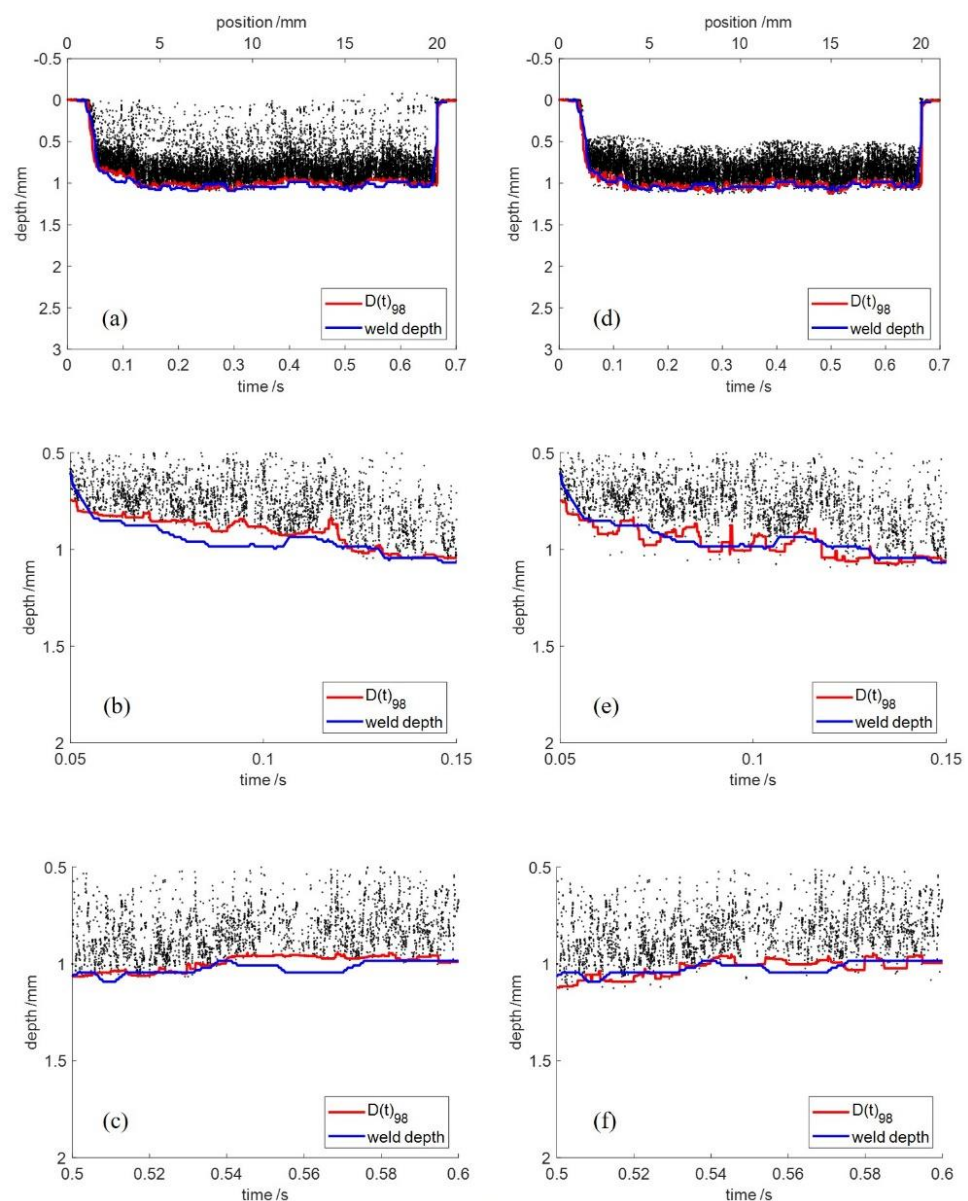 position /mm
0 5 10 15 20
-0.5
0
0.5
1
1.5
2
2.5
3
depth /mm
(a)
D(t)98
weld depth
0 0.1 0.2 0.3 0.4 0.5 0.6 0.7
time /s
position /mm
0 5 10 15 20
-0.5
0
0.5
1
1.5
2
2.5
3
depth /mm
(d)
D(t)98
weld depth
0 0.1 0.2 0.3 0.4 0.5 0.6 0.7
time /s
0.5
1
1.5
2
depth /mm
(b)
D(t)98
weld depth
0.05 0.1 0.15
time /s
0.5
1
1.5
2
depth /mm
(e)
D(t)98
weld depth
0.05 0.1 0.15
time /s
0.5
1
1.5
2
depth /mm
(c)
D(t)98
weld depth
0.5 0.52 0.54 0.56 0.58 0.6
time /s
0.5
1
1.5
2
depth /mm
(f)
D(t)98
weld depth
0.5 0.52 0.54 0.56 0.58 0.6
time /s